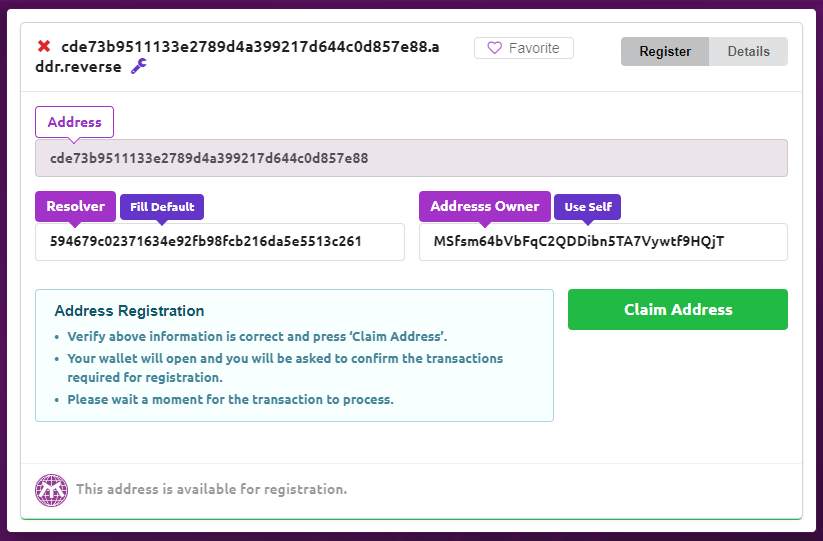 cde73b9511133e2789d4a399217d644c0d857e88.a
ddr.reverse
Favorite
Register
Details
Address
cde73b9511133e2789d4a399217d644c0d857e88
Resolver
Fill Default
Addresss Owner
Use Self
594679c02371634e92fb98fcb216da5e5513c261
MSfsm64bVbFqC2QDDibn5TA7Vywtf9HQjT
Address Registration
• Verify above information is correct and press ‘Claim Address’.
• Your wallet will open and you will be asked to confirm the transactions
required for registration.
• Please wait a moment for the transaction to process.
Claim Address
This address is available for registration.